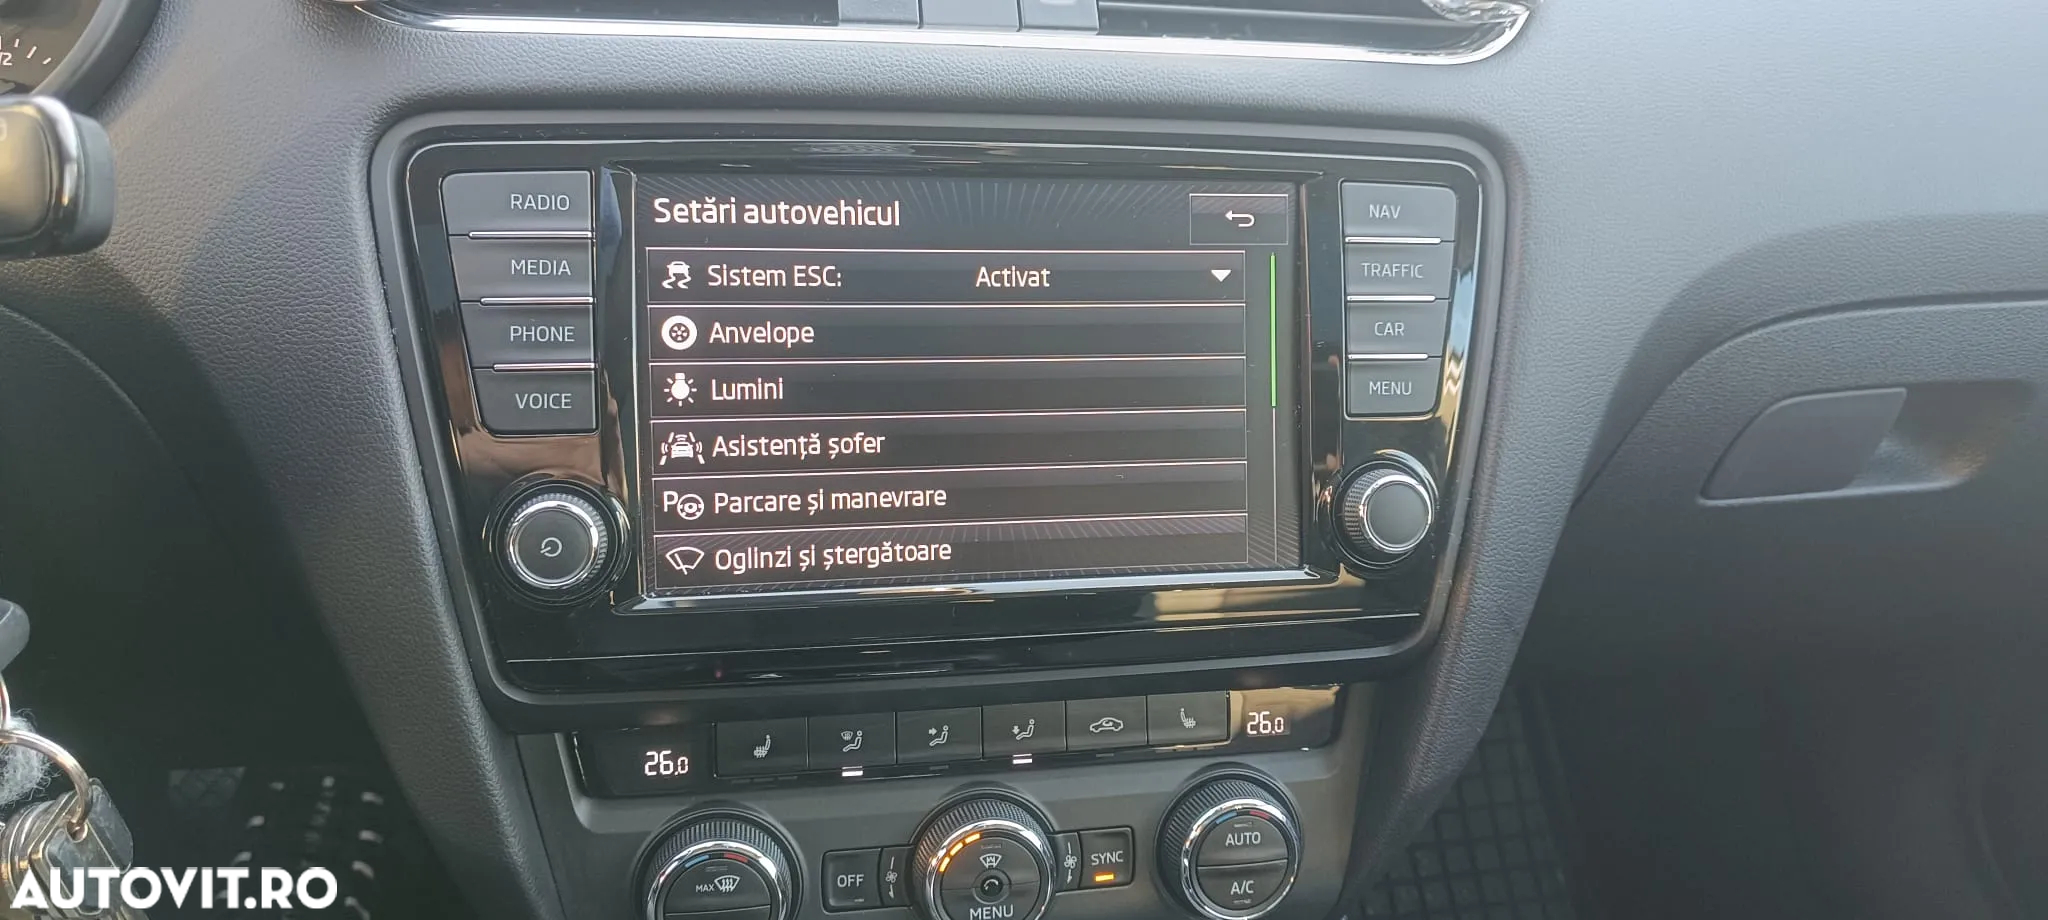 RADIO
MEDIA
PHONE
VOICE
Setări autovehicul
Sistem ESC: Activat
Anvelope
Lumini
Asistență șofer
P Parcare și manevrare
Oglinzi și ștergătoare
NAV
TRAFFIC
CAR
MENU
26.0
26.0
MAX
OFF
MENU
SYNC
AUTO
A/C
AUTOVIT.RO